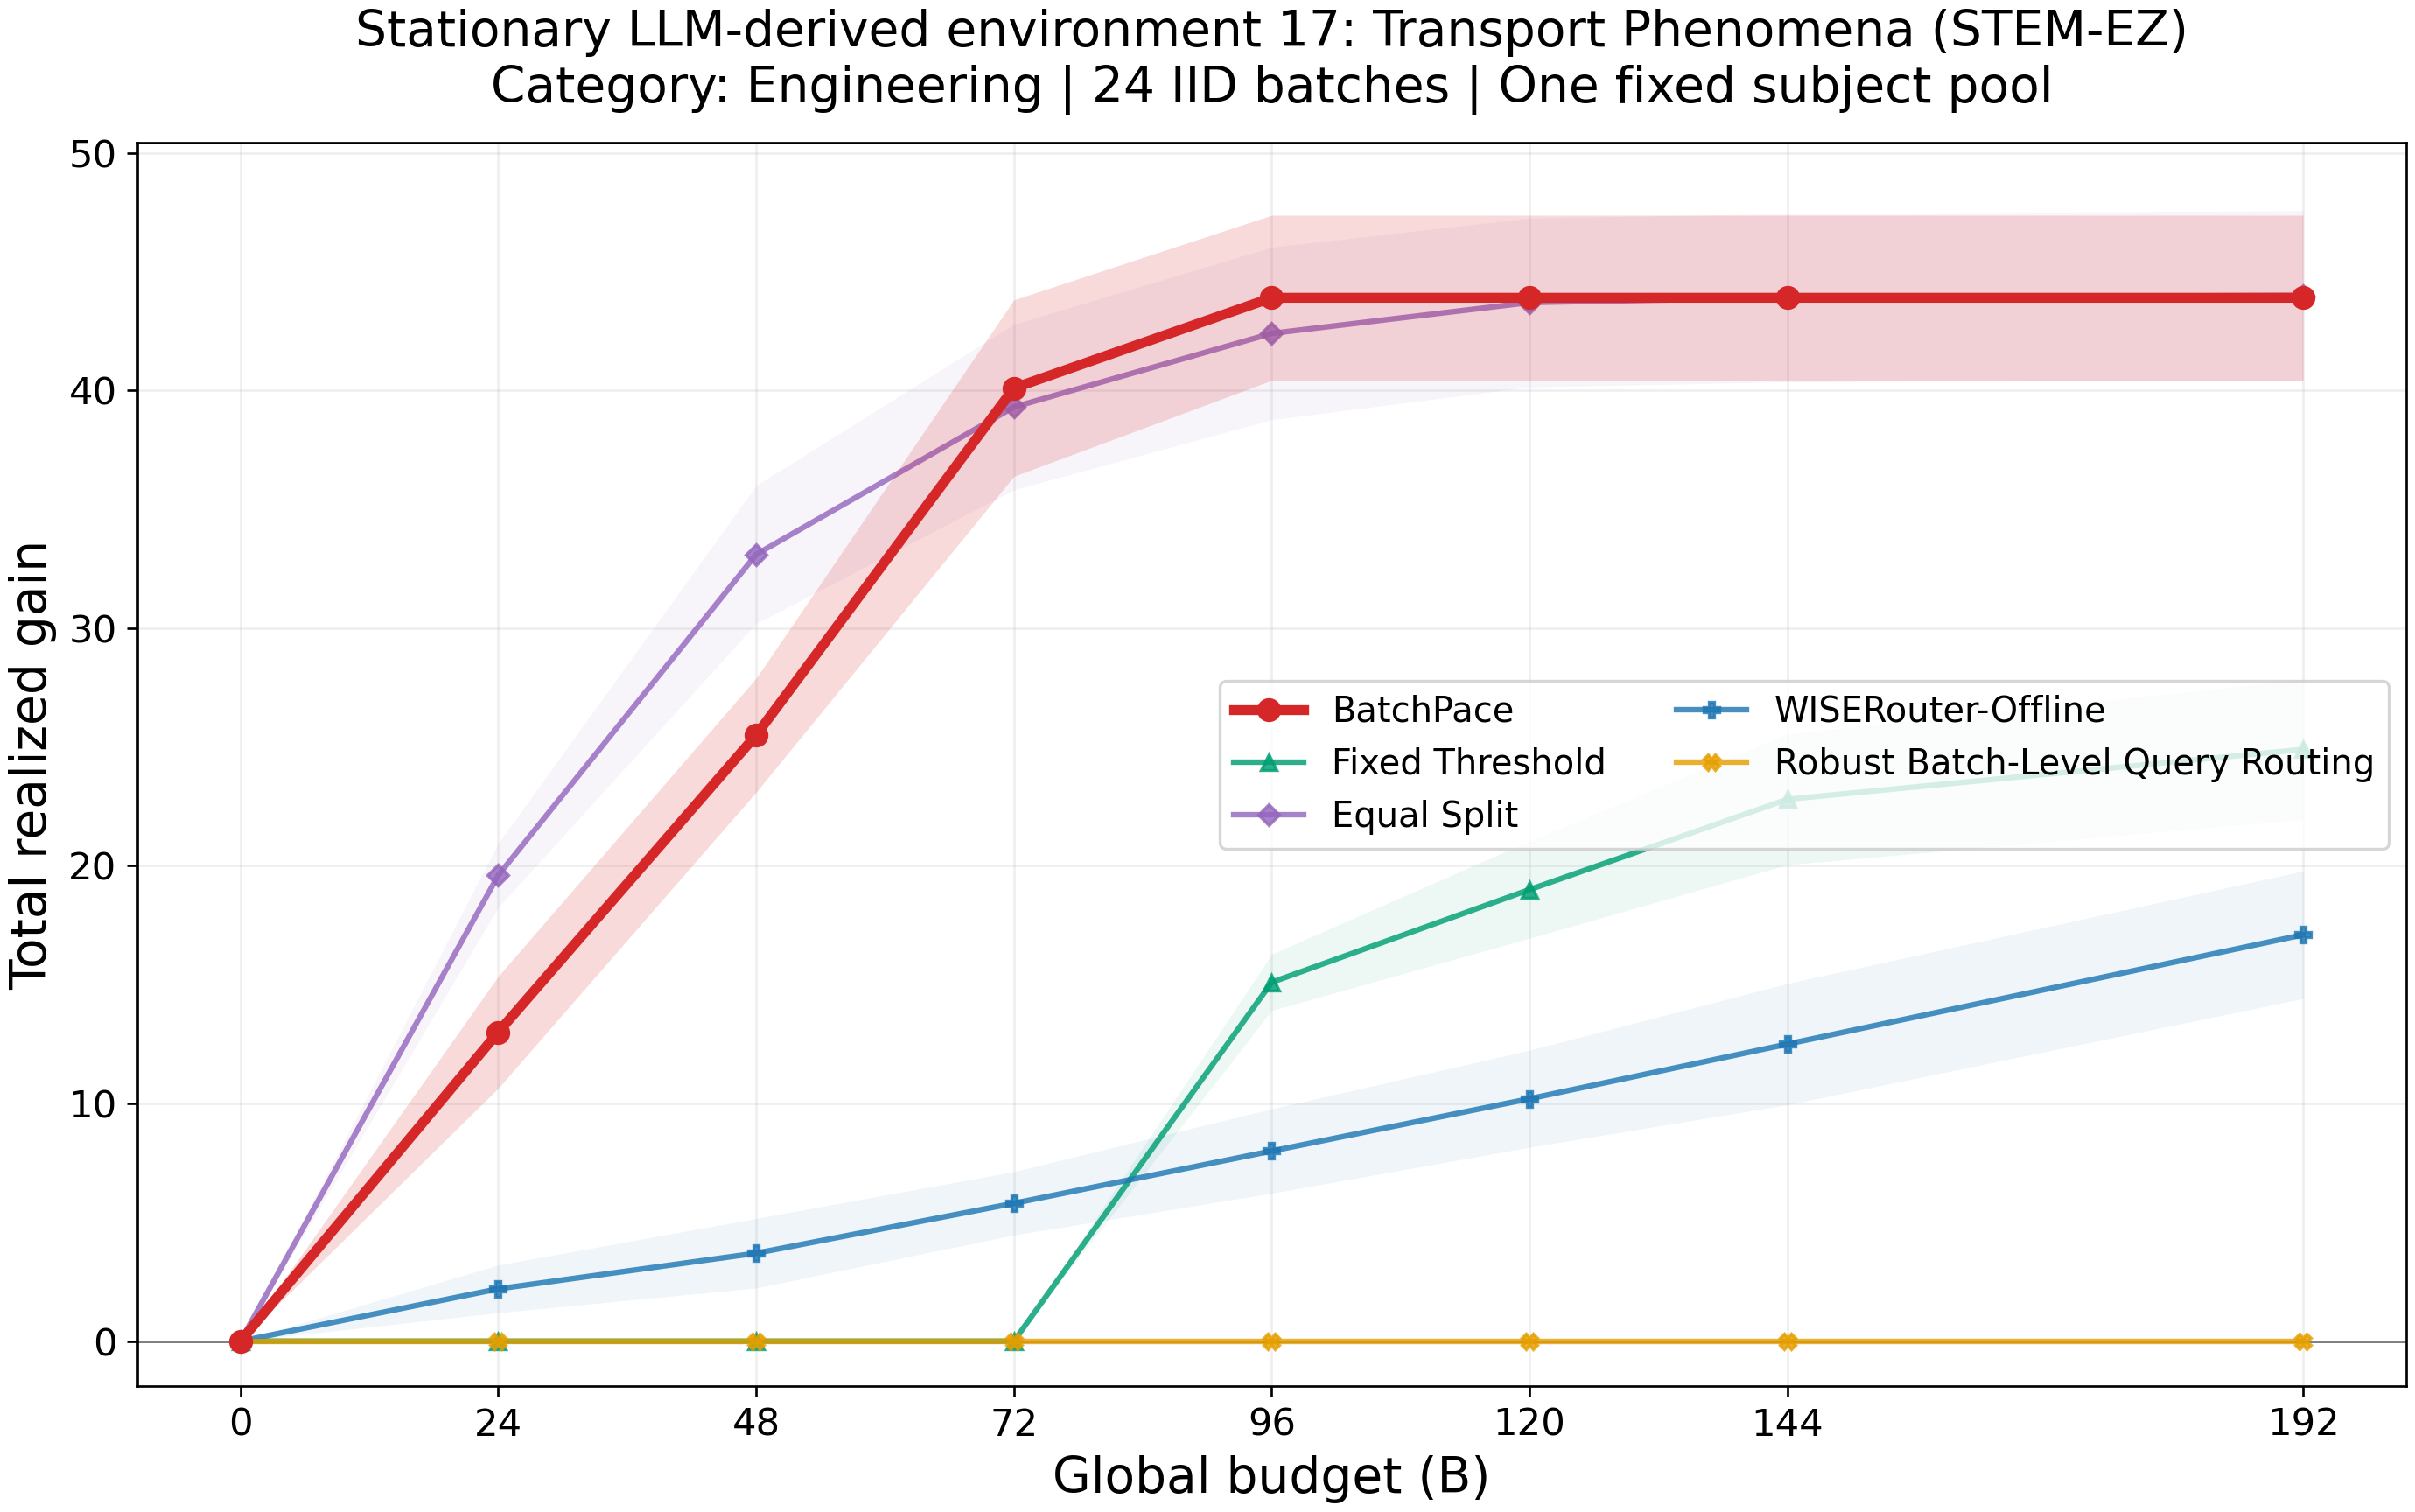 Stationary LLM-derived environment 17: Transport Phenomena (STEM-EZ)
Category: Engineering | 24 IID batches | One fixed subject pool
Total realized gain
50
40
30
20
10
0
BatchPace
Fixed Threshold
Equal Split
WISERouter-Offline
Robust Batch-Level Query Routing
0 24 48 72 96 120 144 192
Global budget (B)